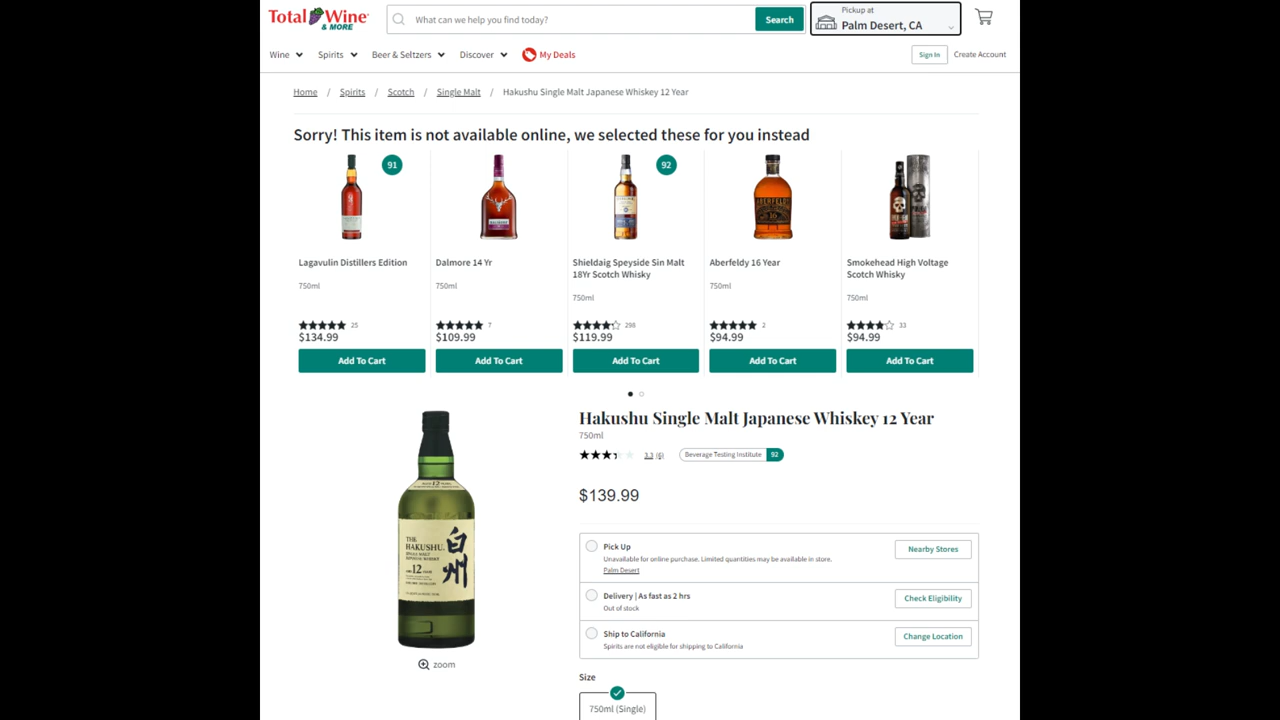 Total Wine
& MORE
What can we help you find today?
Search
Pickup at
Palm Desert, CA
Wine
Spirits
Beer & Seltzers
Discover
My Deals
Sign In
Create Account
Home / Spirits / Scotch / Single Malt / Hakushu Single Malt Japanese Whiskey 12 Year
Sorry! This item is not available online, we selected these for you instead
91
92
Lagavulin Distillers Edition
750ml
25
$134.99
Add To Cart
Dalmore 14 Yr
750ml
7
$109.99
Add To Cart
Shieldaig Speyside Sin Malt
18Yr Scotch Whisky
750ml
298
$119.99
Add To Cart
Aberfeldy 16 Year
750ml
2
$94.99
Add To Cart
Smokehead High Voltage
Scotch Whisky
750ml
33
$94.99
Add To Cart
THE
HAKUSHU.
SINGLE MALT
JAPANESE WHISKY
12
白州
zoom
Hakushu Single Malt Japanese Whiskey 12 Year
750ml
3.3 (6)
Beverage Testing Institute 92
$139.99
Pick Up
Unavailable for online purchase. Limited quantities may be available in store.
Palm Desert
Nearby Stores
Delivery | As fast as 2 hrs
Out of stock
Check Eligibility
Ship to California
Spirits are not eligible for shipping to California
Change Location
Size
750ml (Single)